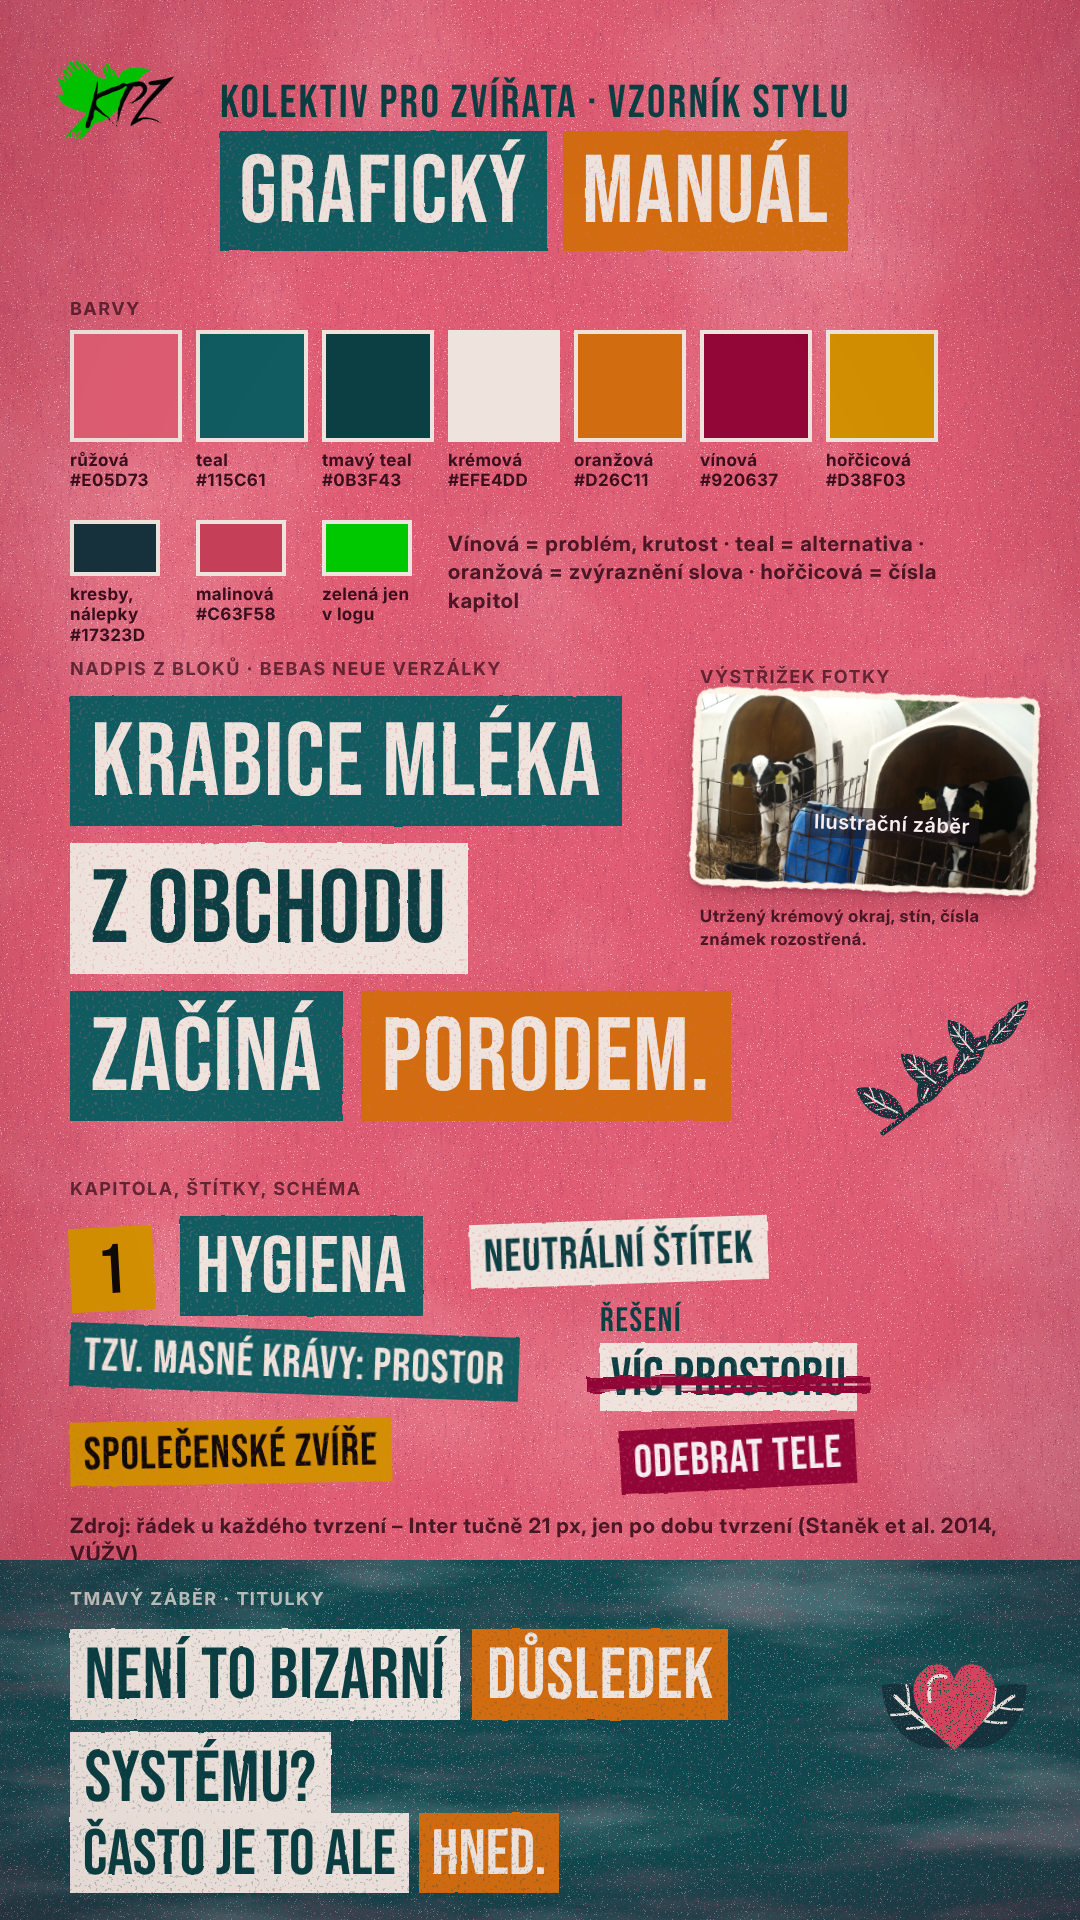 KPZ
KOLEKTIV PRO ZVÍŘATA · VZORNÍK STYLU
GRAFICKÝ MANUÁL
BARVY
růžová
#E05D73
teal
#115C61
tmavý teal
#0B3F43
krémová
#EFE4DD
oranžová
#D26C11
vínová
#920637
hořčicová
#D38F03
kresby,
nálepky
#17323D
malinová
#C63F58
zelená jen
v logu
Vínová = problém, krutost · teal = alternativa ·
oranžová = zvýraznění slova · hořčicová = čísla
kapitol
NADPIS Z BLOKŮ · BEBAS NEUE VERZÁLKY
KRABICE MLÉKA
Z OBCHODU
ZAČÍNÁ PORODEM.
VÝSTŘIŽEK FOTKY
Ilustrační záběr
Utržený krémový okraj, stín, čísla
známek rozostřená.
KAPITOLA, ŠTÍTKY, SCHÉMA
1 HYGIENA
NEUTRÁLNÍ ŠTÍTEK
TZV. MASNÉ KRÁVY: PROSTOR
ŘEŠENÍ
VÍC PROSTORU
SPOLEČENSKÉ ZVÍŘE
ODEBRAT TELE
Zdroj: řádek u každého tvrzení – Inter tučně 21 px, jen po dobu tvrzení (Staněk et al. 2014,
VÚŽV)
TMAVÝ ZÁBĚR · TITULKY
NENÍ TO BIZARNÍ DŮSLEDEK
SYSTÉMU?
ČASTO JE TO ALE HNED.